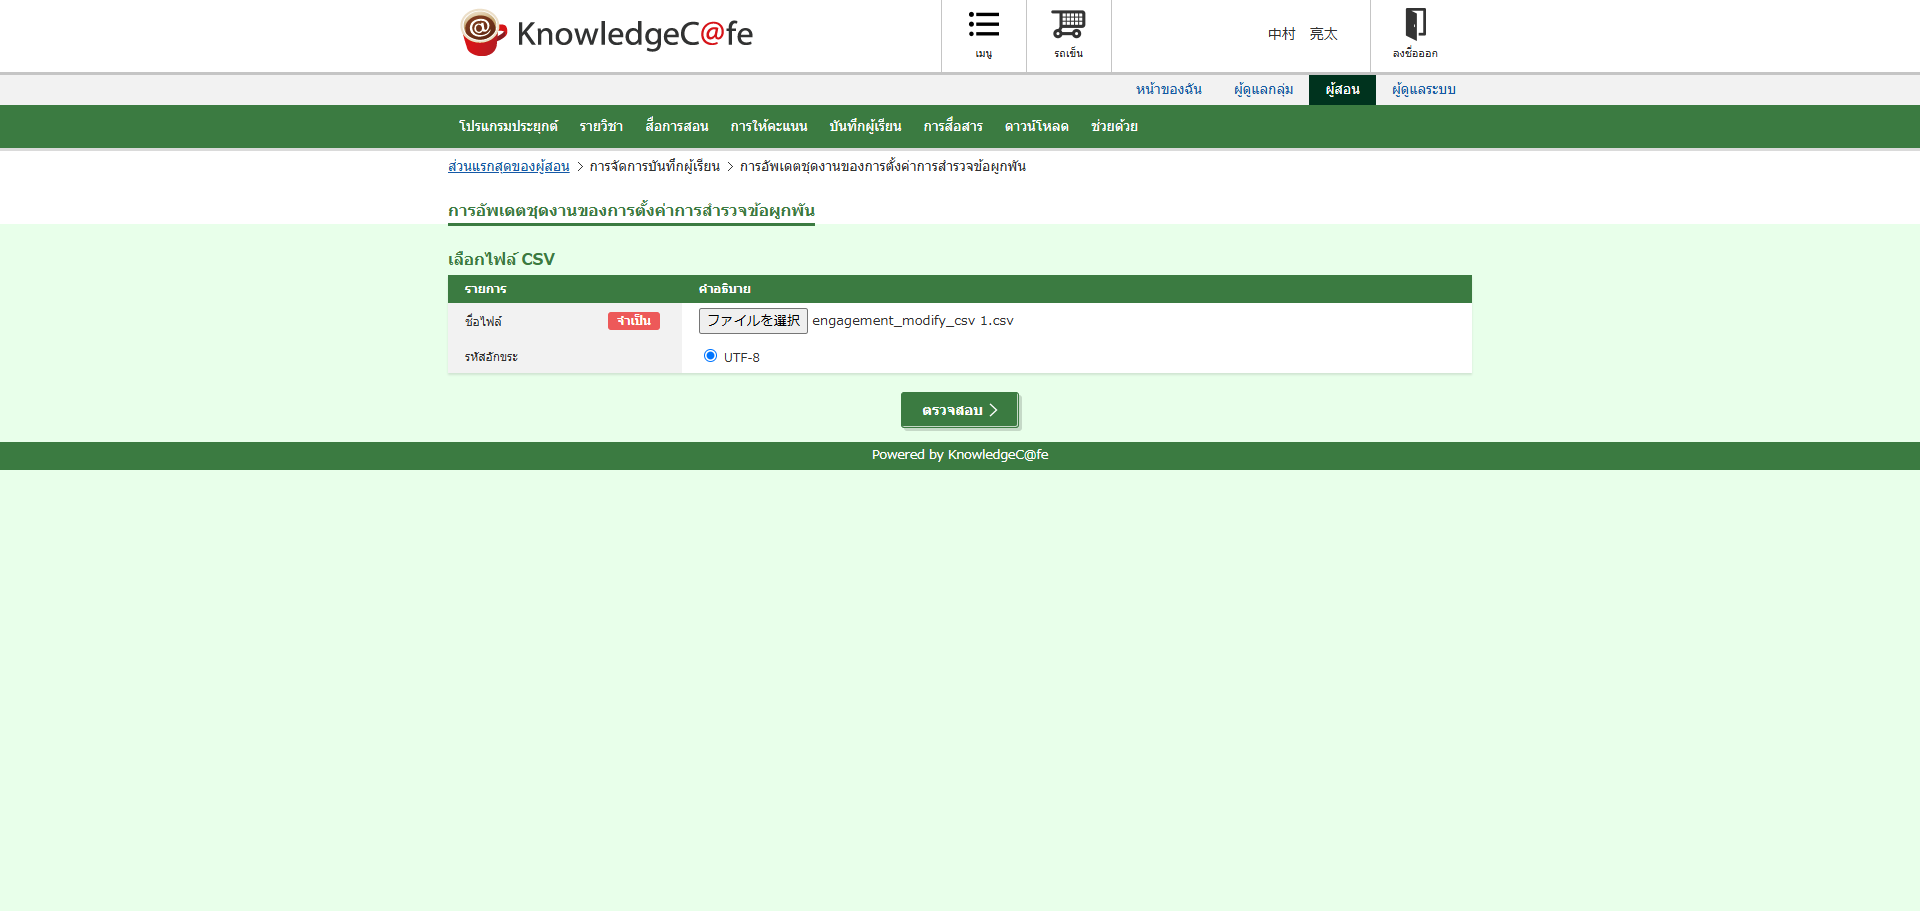 KnowledgeC@fe
เมนู
รถเข็น
中村 亮太
ลงชื่อออก
หน้าของฉัน ผู้ดูแลกลุ่ม ผู้สอน ผู้ดูแลระบบ
โปรแกรมประยุกต์ รายวิชา สื่อการสอน การให้คะแนน บันทึกผู้เรียน การสื่อสาร ดาวน์โหลด ช่วยด้วย
ส่วนแรกสุดของผู้สอน > การจัดการบันทึกผู้เรียน > การอัพเดตชุดงานของการตั้งค่าการสำรวจข้อผูกพัน
การอัพเดตชุดงานของการตั้งค่าการสำรวจข้อผูกพัน
เลือกไฟล์ CSV
รายการ คำอธิบาย
ชื่อไฟล์ จำเป็น ファイルを選択 engagement_modify_csv 1.csv
รหัสอักขระ UTF-8
ตรวจสอบ
Powered by KnowledgeC@fe